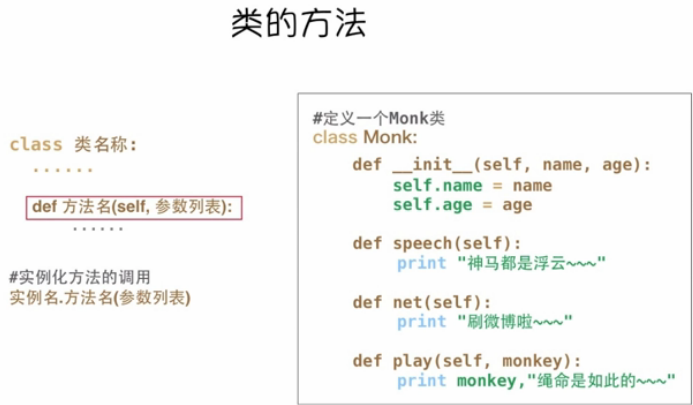 类的方法
class 类名称:
······
def 方法名(self, 参数列表):
······
#实例化方法的调用
实例名.方法名(参数列表)
#定义一个Monk类
class Monk:
def __init__(self, name, age):
self.name = name
self.age = age
def speech(self):
print "神马都是浮云~~~"
def net(self):
print "刷微博啦~~~"
def play(self, monkey):
print monkey,"绳命是如此的~~~"